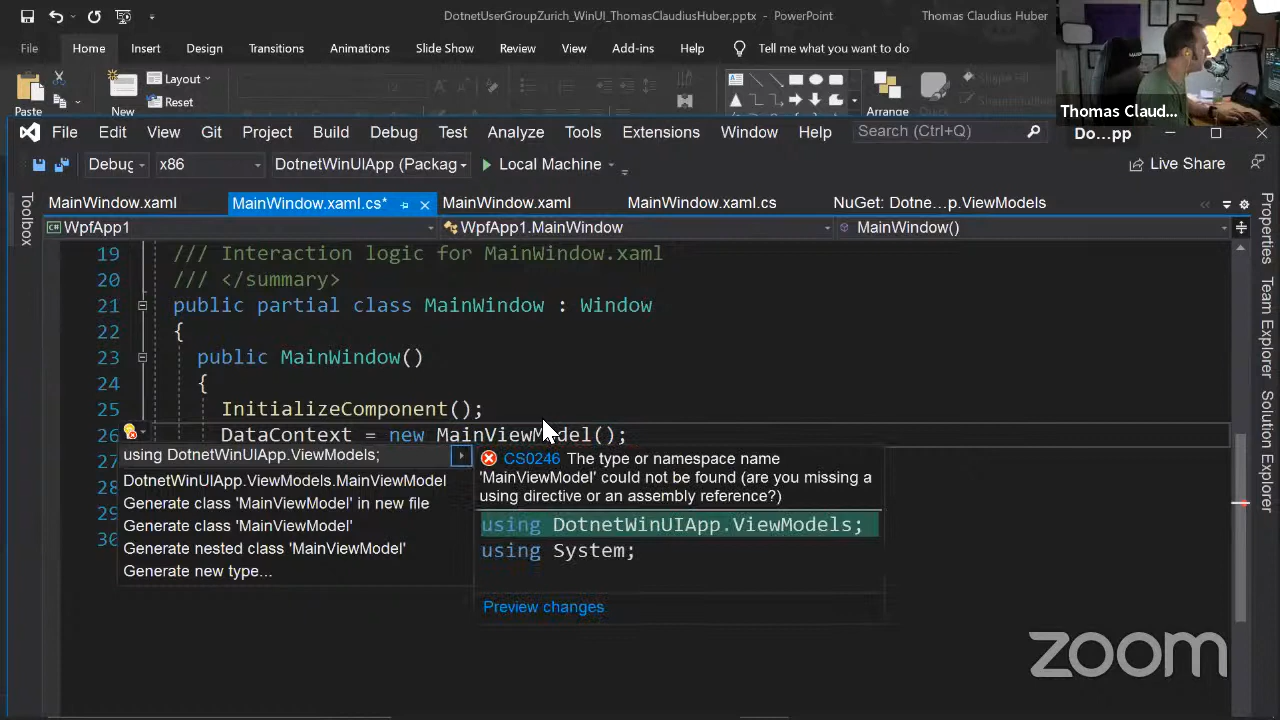 DotnetUserGroupZurich_WinUI_ThomasClaudiusHuber.pptx - PowerPoint
Thomas Claudius Huber
File Home Insert Design Transitions Animations Slide Show Review View Add-ins Help Tell me what you want to do
Paste
New
Layout
Reset
Arrange
Shape Fill
Thomas Claud...
File Edit View Git Project Build Debug Test Analyze Tools Extensions Window Help Search (Ctrl+Q) Do...pp
Debug x86 DotnetWinUIApp (Packag Local Machine Live Share
Toolbox
MainWindow.xaml MainWindow.xaml.cs* MainWindow.xaml MainWindow.xaml.cs NuGet: Dotne...p.ViewModels
WpfApp1 WpfApp1.MainWindow MainWindow()
19 /// Interaction logic for MainWindow.xaml
20 /// </summary>
21 public partial class MainWindow : Window
22 {
23 public MainWindow()
24 {
25 InitializeComponent();
26 DataContext = new MainViewModel();
27
28
29
30
using DotnetWinUIApp.ViewModels;
DotnetWinUIApp.ViewModels.MainViewModel
Generate class 'MainViewModel' in new file
Generate class 'MainViewModel'
Generate nested class 'MainViewModel'
Generate new type...
CS0246 The type or namespace name
'MainViewModel' could not be found (are you missing a
using directive or an assembly reference?)
using DotnetWinUIApp.ViewModels;
using System;
Preview changes
Properties
Team Explorer
Solution Explorer
zoom